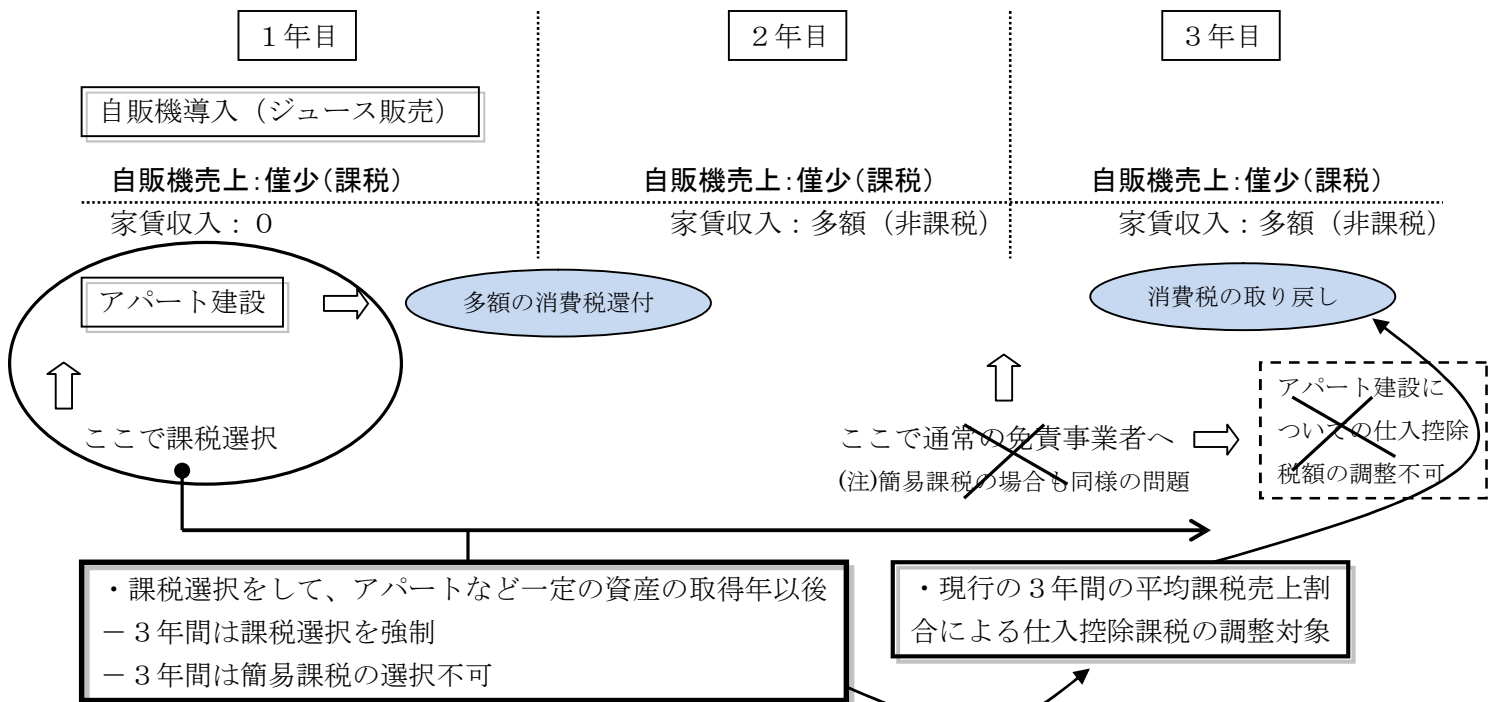 １年目
２年目
３年目
自販機導入（ジュース販売）
自販機売上：僅少（課税）
自販機売上：僅少（課税）
自販機売上：僅少（課税）
家賃収入：０
家賃収入：多額（非課税）
家賃収入：多額（非課税）
アパート建設
多額の消費税還付
消費税の取り戻し
ここで課税選択
ここで通常の免責事業者へ
(注)簡易課税の場合も同様の問題
アパート建設に
ついての仕入控除
税額の調整不可
・課税選択をして、アパートなど一定の資産の取得年以後
－３年間は課税選択を強制
－３年間は簡易課税の選択不可
・現行の３年間の平均課税売上割
合による仕入控除課税の調整対象